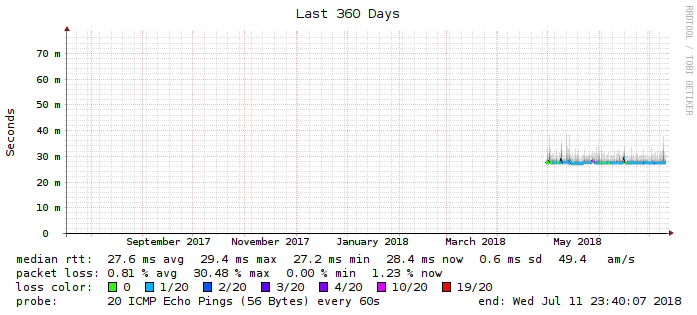 Last 360 Days
RRDTOOL / TOBI OETIKER
Seconds
70 m
60 m
50 m
40 m
30 m
20 m
10 m
0
September 2017 November 2017 January 2018 March 2018 May 2018
median rtt: 27.6 ms avg 29.4 ms max 27.2 ms min 28.4 ms now 0.6 ms sd 49.4 am/s
packet loss: 0.81 % avg 30.48 % max 0.00 % min 1.23 % now
loss color: 0 1/20 2/20 3/20 4/20 10/20 19/20
probe: 20 ICMP Echo Pings (56 Bytes) every 60s end: Wed Jul 11 23:40:07 2018